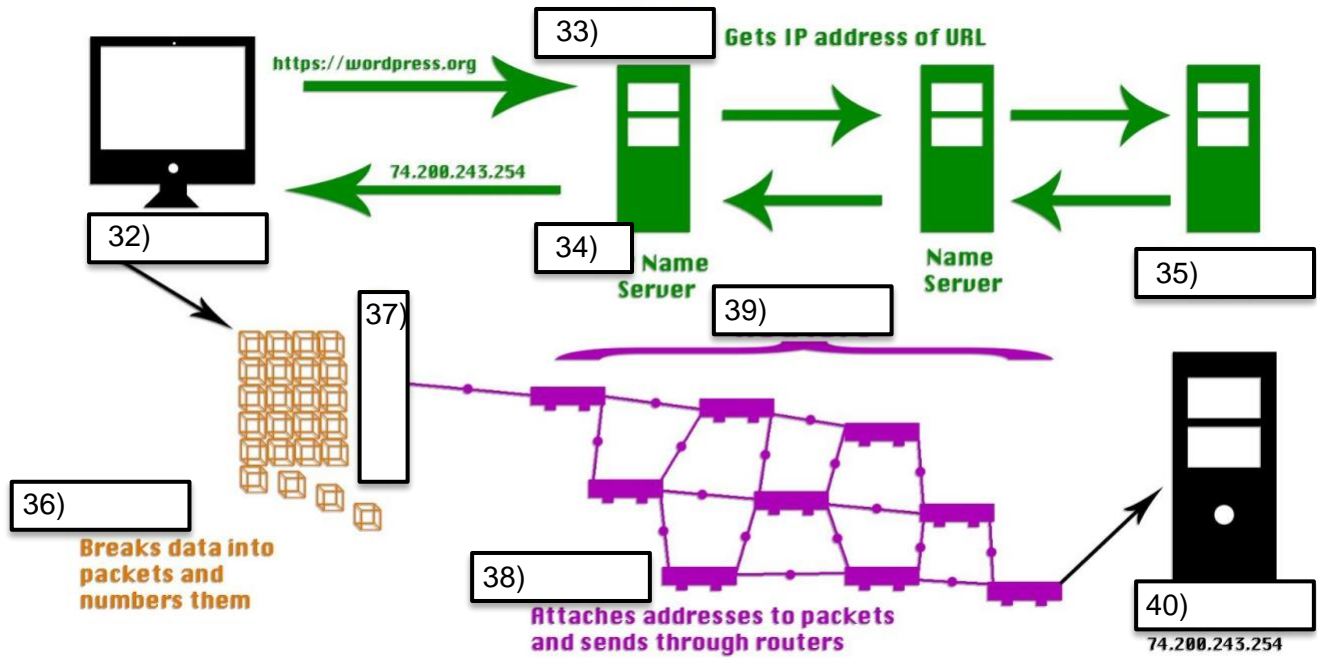 33)
Gets IP address of URL
https://wordpress.org
74.200.243.254
32)
34)
Name
Server
Name
Server
35)
37)
39)
36)
Breaks data into
packets and
numbers them
38)
Attaches addresses to packets
and sends through routers
40)
74.200.243.254